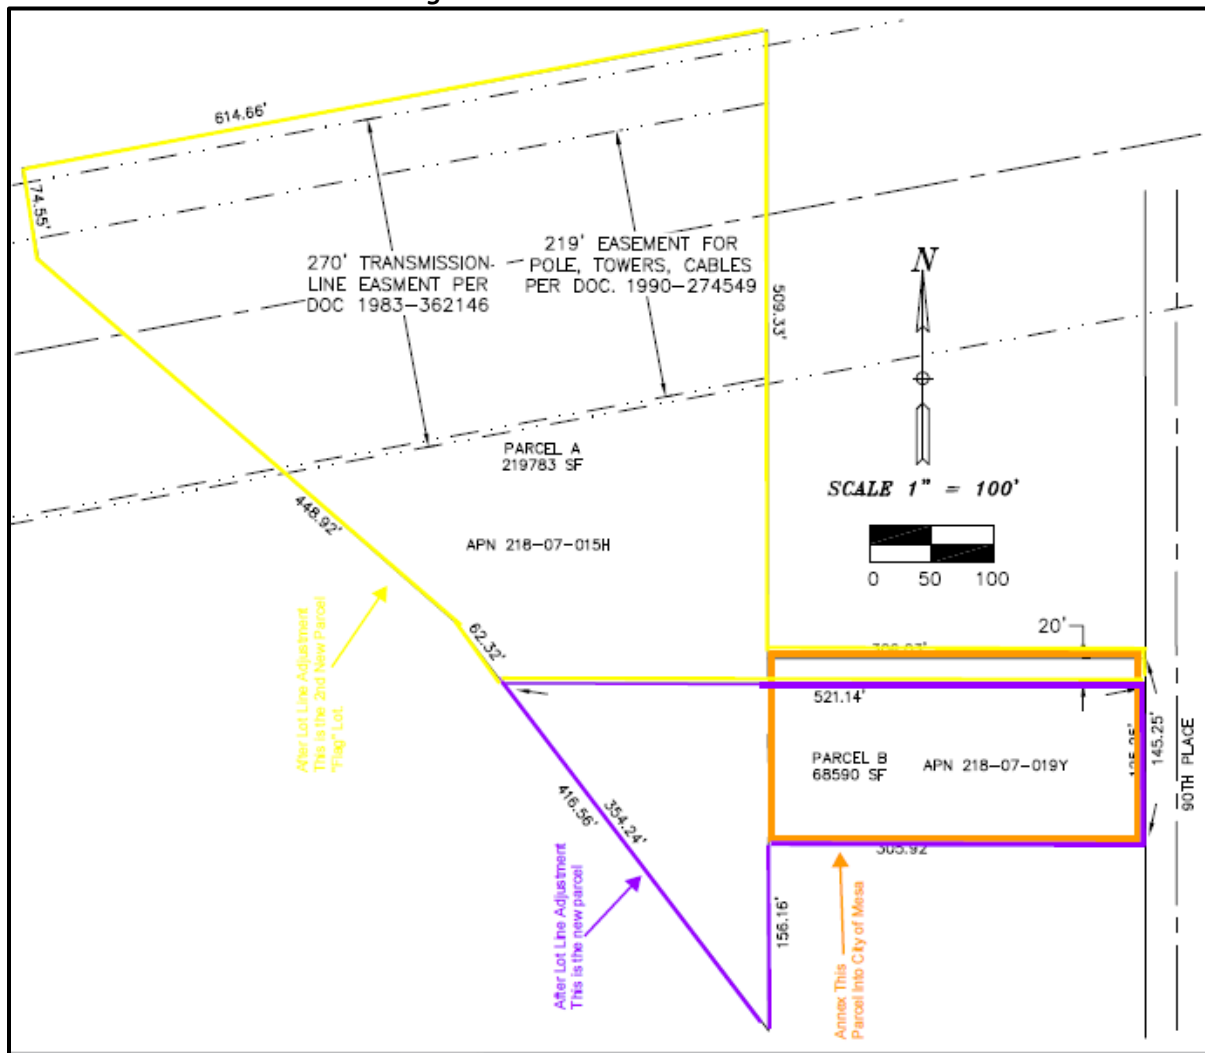 614.66'
74.55'
270' TRANSMISSION
LINE EASMENT PER
DOC 1983-362146
219' EASEMENT FOR
POLE, TOWERS, CABLES
PER DOC. 1990-274549
509.33'
N
SCALE 1" = 100'
0 50 100
PARCEL A
219783 SF
APN 218-07-015H
448.92'
62.32'
After Lot Line Adjustment
This is the 2nd New Parcel
"Flag" Lot.
20'
521.14'
PARCEL B
68590 SF
APN 218-07-019Y
145.25'
90TH PLACE
305.92
416.56'
354.24'
156.16'
After Lot Line Adjustment
This is the new parcel
Annex This
Parcel Into City of Mesa